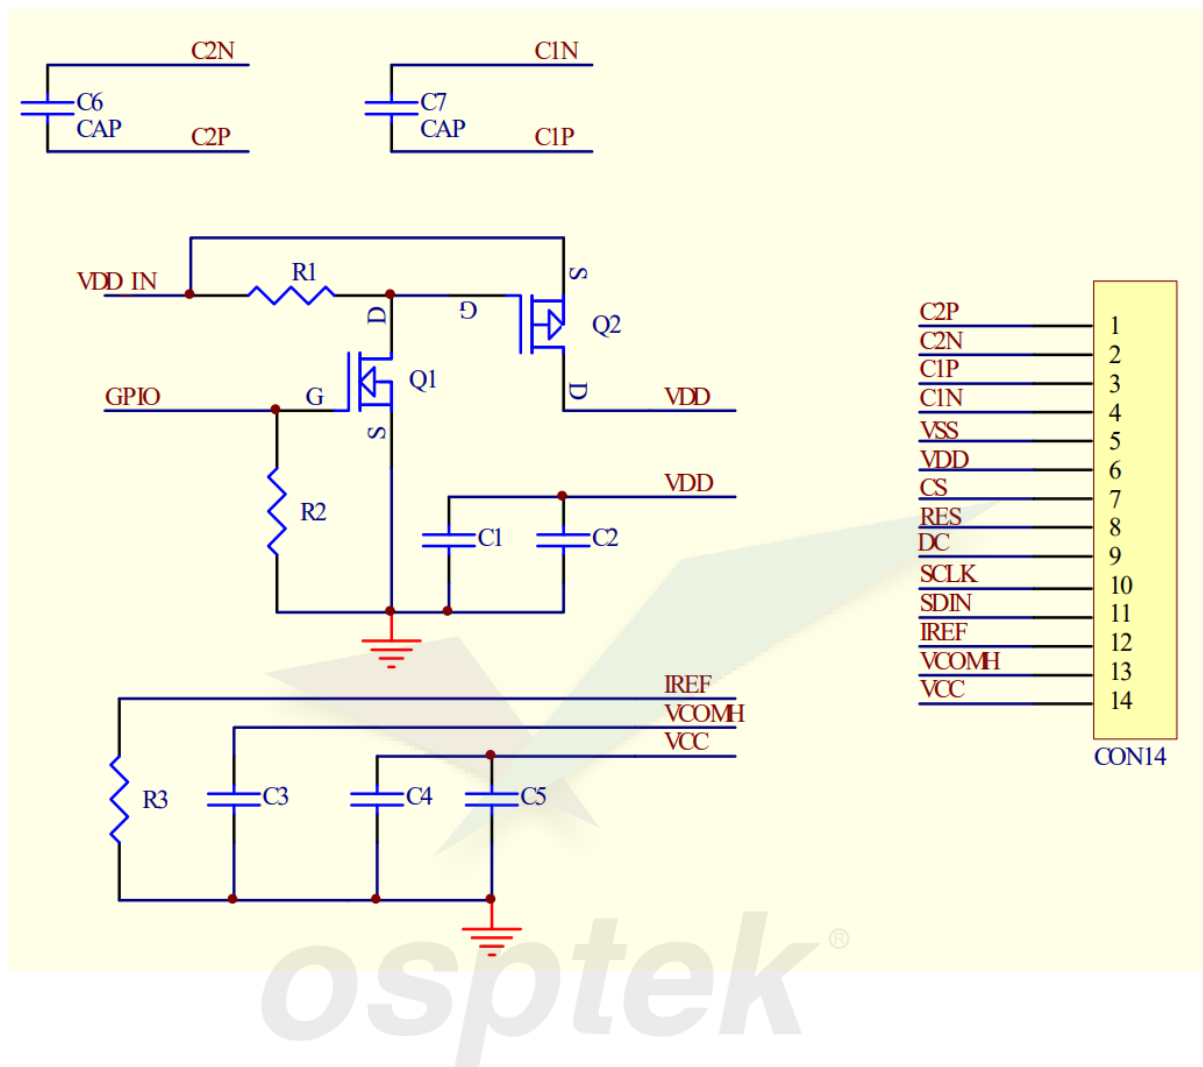 C2N
C6
CAP
C2P
C1N
C7
CAP
C1P
VDD IN
R1
S
D
G
Q2
Q1
GPIO
G
S
D
VDD
R2
VDD
C1
C2
IREF
VCOMH
VCC
R3
C3
C4
C5
C2P 1
C2N 2
C1P 3
C1N 4
VSS 5
VDD 6
CS 7
RES 8
DC 9
SCLK 10
SDIN 11
IREF 12
VCOMH 13
VCC 14
CON14
osptek®